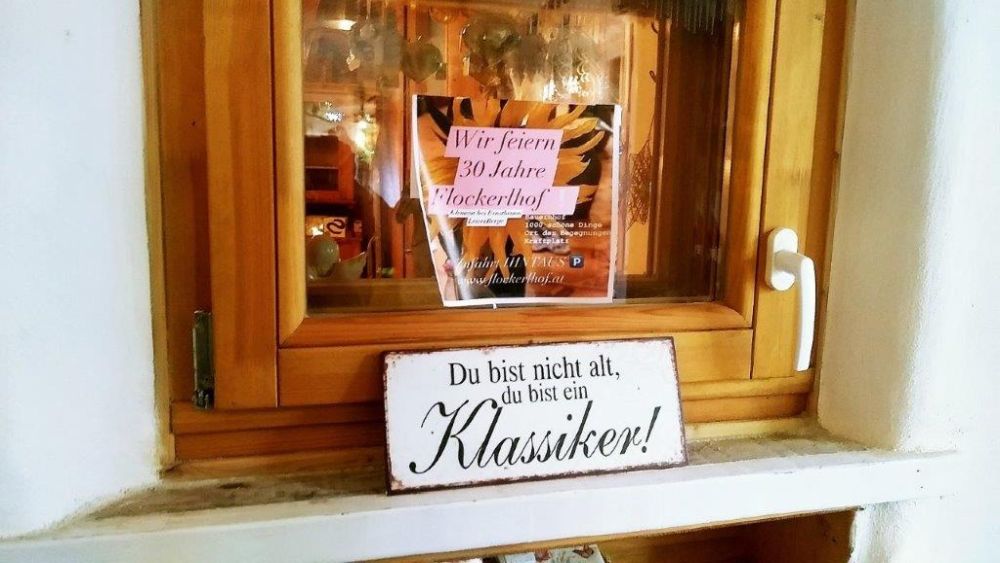 Wir feiern
30 Jahre
Flockerlhof
Bauernhof
1000 schöne Dinge
Ort der Begegnungen
Kraftplatz
P
www.flockerlhof.at
Du bist nicht alt,
du bist ein
Klassiker!